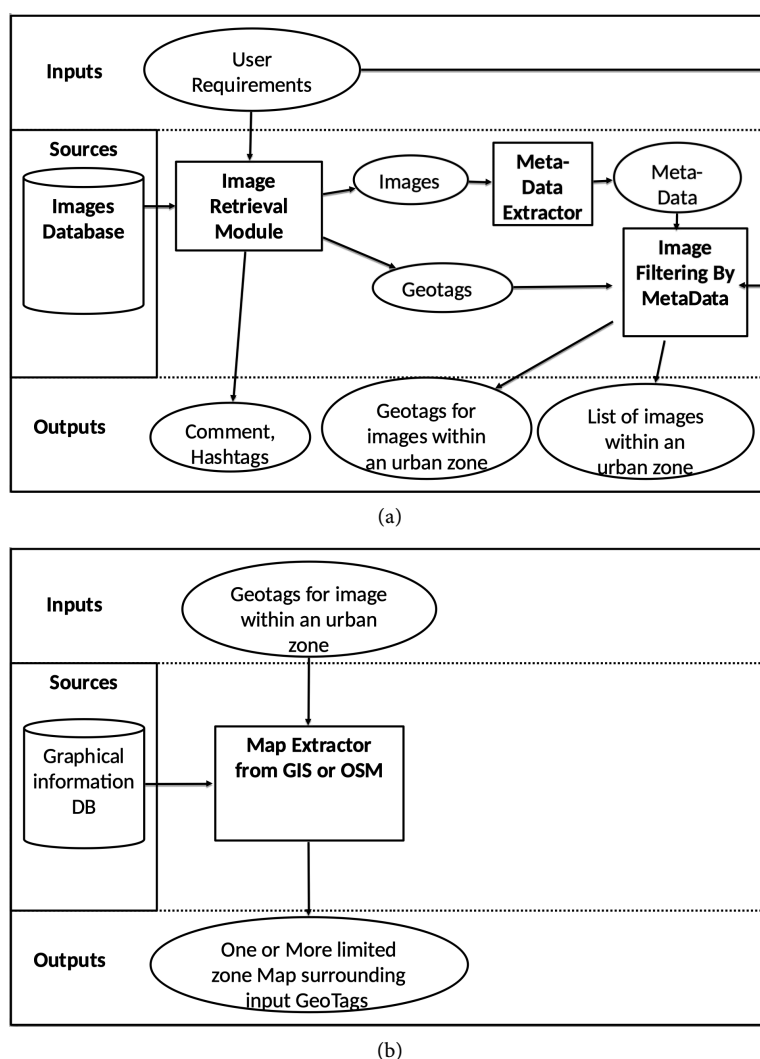 Inputs
User
Requirements
Sources
Images
Database
Image
Retrieval
Module
Images
Meta-
Data
Extractor
Meta-
Data
Geotags
Image
Filtering By
MetaData
Outputs
Comment,
Hashtags
Geotags for
images within
an urban zone
List of images
within an
urban zone
(a)
Inputs
Geotags for image
within an urban
zone
Sources
Graphical
information
DB
Map Extractor
from GIS or OSM
Outputs
One or More limited
zone Map surrounding
input GeoTags
(b)